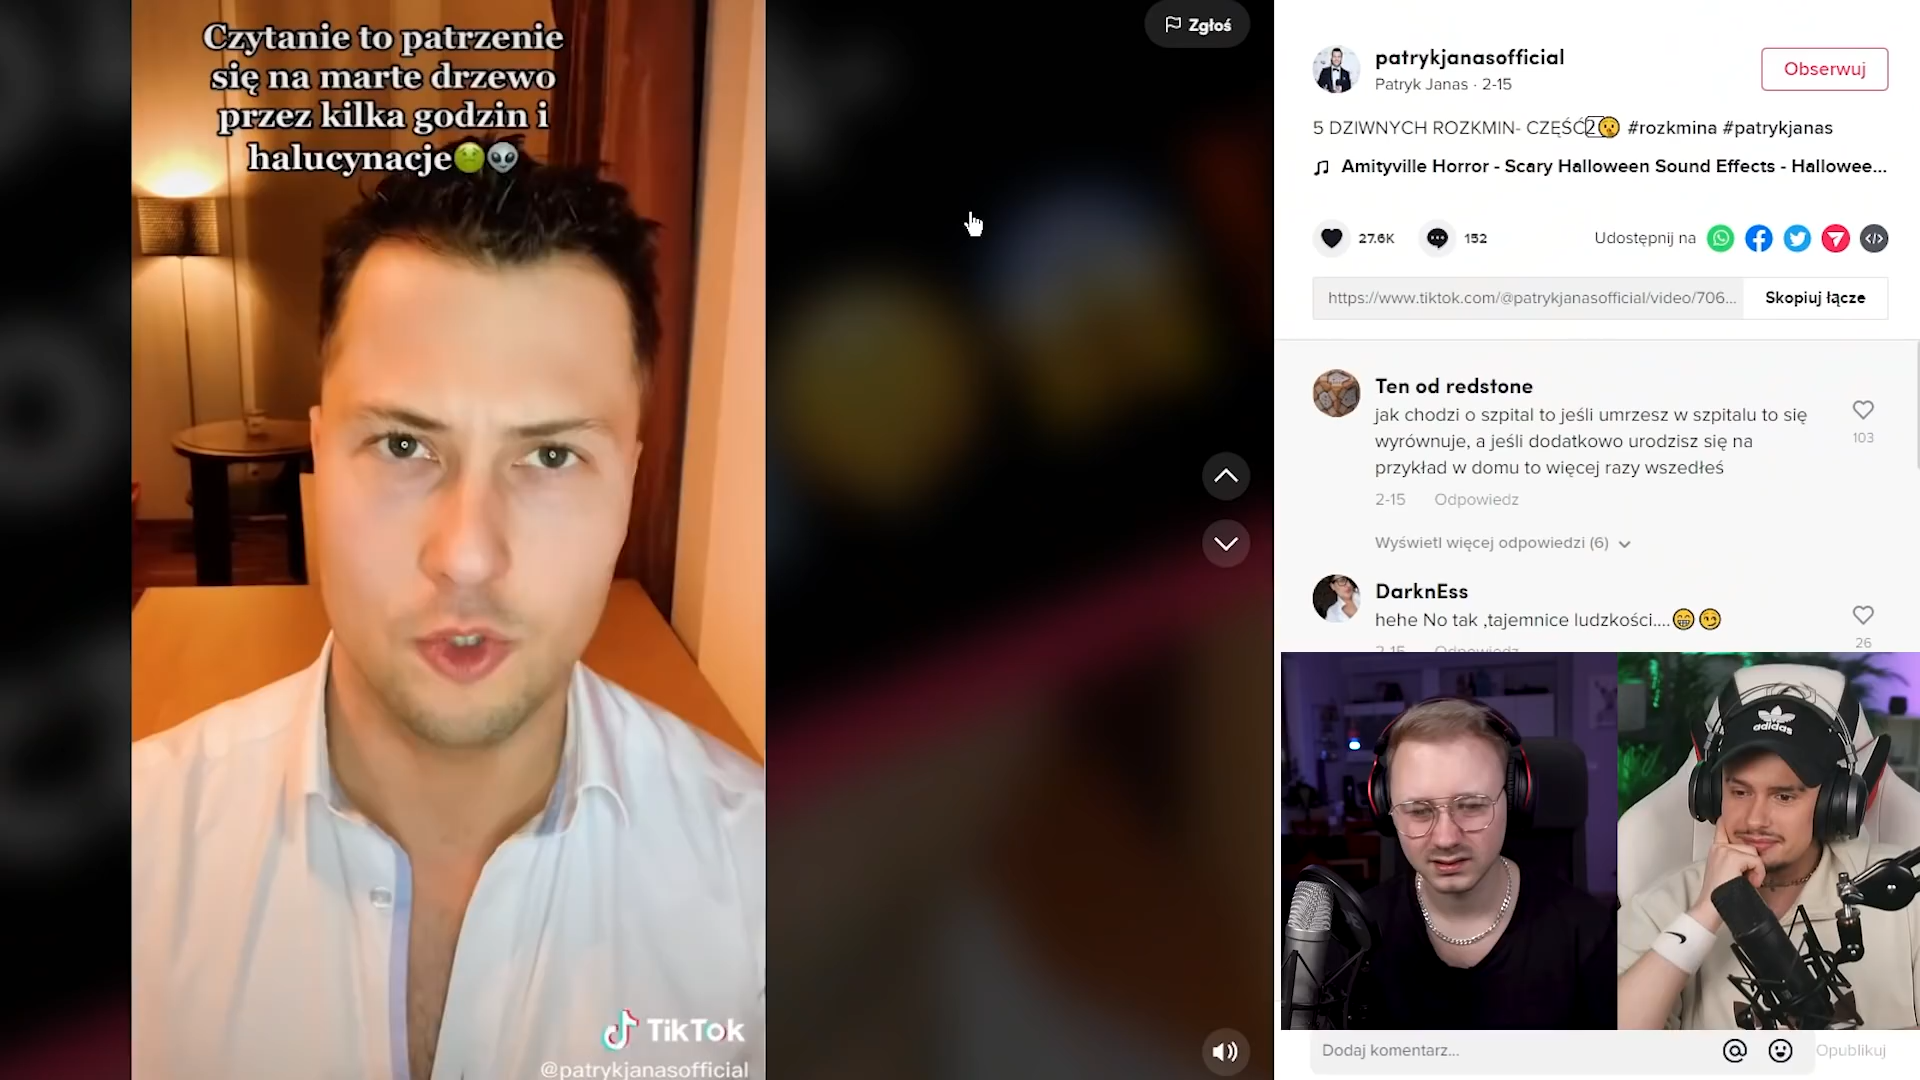 Czytanie to patrzenie
się na marte drzewo
przez kilka godzin i
halucynacje🤢👽
TikTok
@patrykjanasofficial
Zgłoś
patrykjanasofficial
Patryk Janas · 2-15
Obserwuj
5 DZIWNYCH ROZKMIN- CZĘŚĆ2🤫 #rozkmina #patrykjanas
Amityville Horror - Scary Halloween Sound Effects - Hallowee...
27.6K
152
Udostępnij na
https://www.tiktok.com/@patrykjanasofficial/video/706...
Skopiuj łącze
Ten od redstone
jak chodzi o szpital to jeśli umrzesz w szpitalu to się
wyrównuje, a jeśli dodatkowo urodzisz się na
przykład w domu to więcej razy wszedłeś
103
2-15 Odpowiedz
Wyświetl więcej odpowiedzi (6)
DarknEss
hehe No tak ,tajemnice ludzkości....😁😏
26
2-15 Odpowiedz
adidas
Dodaj komentarz...
@
Opublikuj